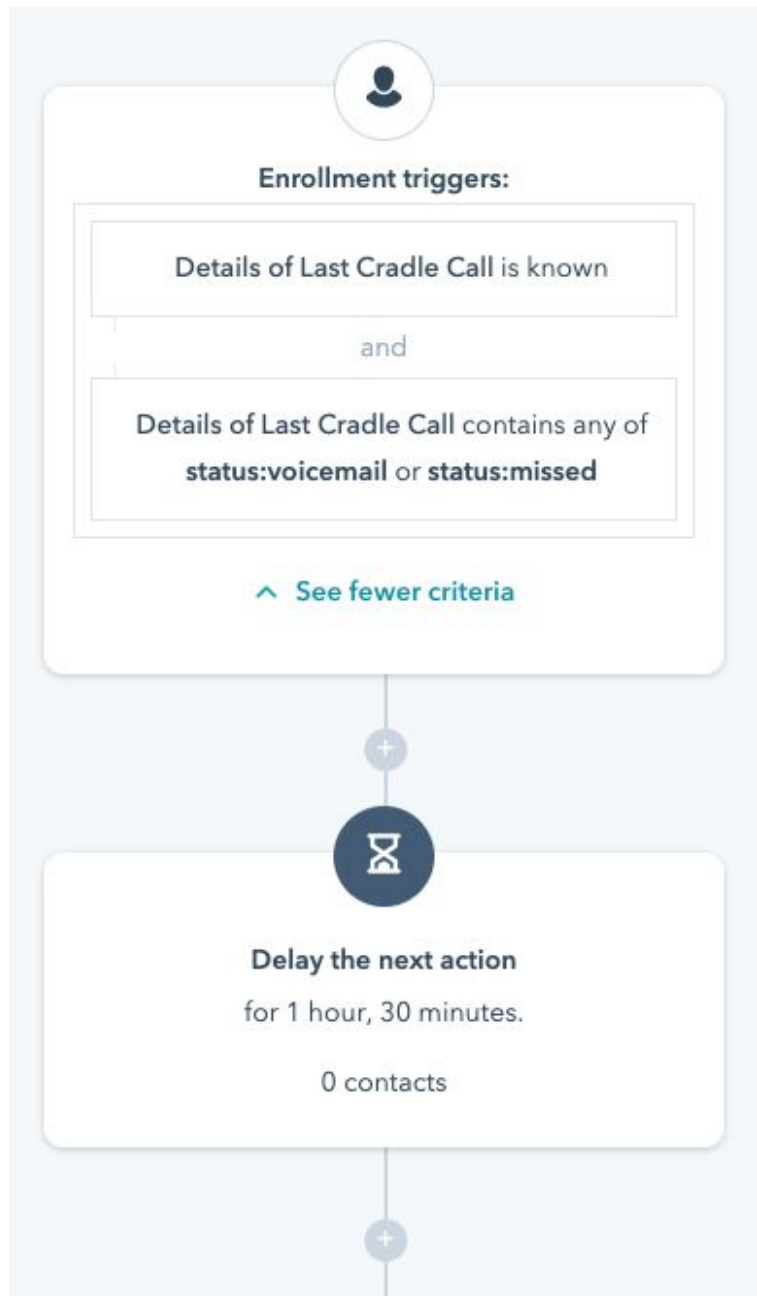 Enrollment triggers:
Details of Last Cradle Call is known
and
Details of Last Cradle Call contains any of
status:voicemail or status:missed
See fewer criteria
+
Delay the next action
for 1 hour, 30 minutes.
0 contacts
+